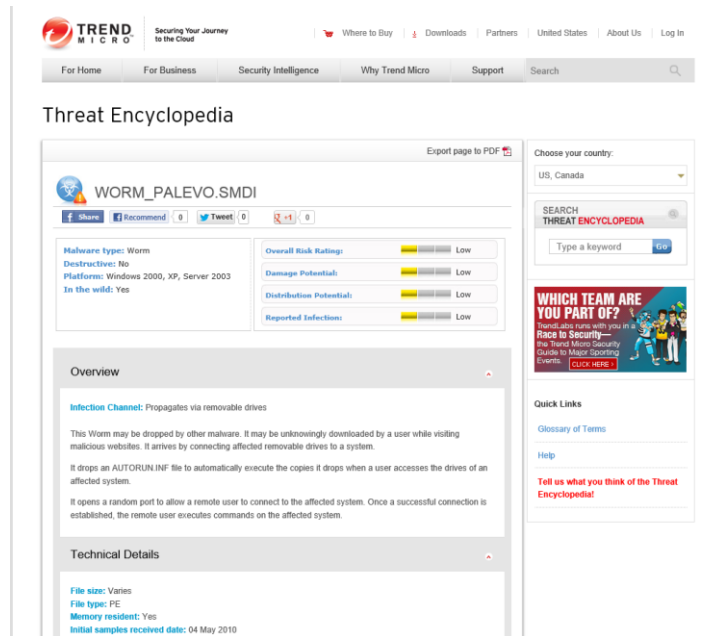 TREND MICRO
Securing Your Journey
to the Cloud
Where to Buy
Downloads
Partners
United States
About Us
Log In
For Home
For Business
Security Intelligence
Why Trend Micro
Support
Search
Threat Encyclopedia
Export page to PDF
WORM_PALEVO.SMDI
f Share
Recommend 0
Tweet 0
+1 0
Malware type: Worm
Destructive: No
Platform: Windows 2000, XP, Server 2003
In the wild: Yes
Overall Risk Rating: Low
Damage Potential: Low
Distribution Potential: Low
Reported Infection: Low
Overview
Infection Channel: Propagates via removable drives
This Worm may be dropped by other malware. It may be unknowingly downloaded by a user while visiting
malicious websites. It arrives by connecting affected removable drives to a system.
It drops an AUTORUN.INF file to automatically execute the copies it drops when a user accesses the drives of an
affected system.
It opens a random port to allow a remote user to connect to the affected system. Once a successful connection is
established, the remote user executes commands on the affected system.
Technical Details
File size: Varies
File type: PE
Memory resident: Yes
Initial samples received date: 04 May 2010
Choose your country:
US, Canada
SEARCH
THREAT ENCYCLOPEDIA
Type a keyword
Go
WHICH TEAM ARE
YOU PART OF?
TrendLabs runs with you in a
Race to Security—
the Trend Micro Security
Guide to Major Sporting
Events.
CLICK HERE
Quick Links
Glossary of Terms
Help
Tell us what you think of the Threat
Encyclopedia!